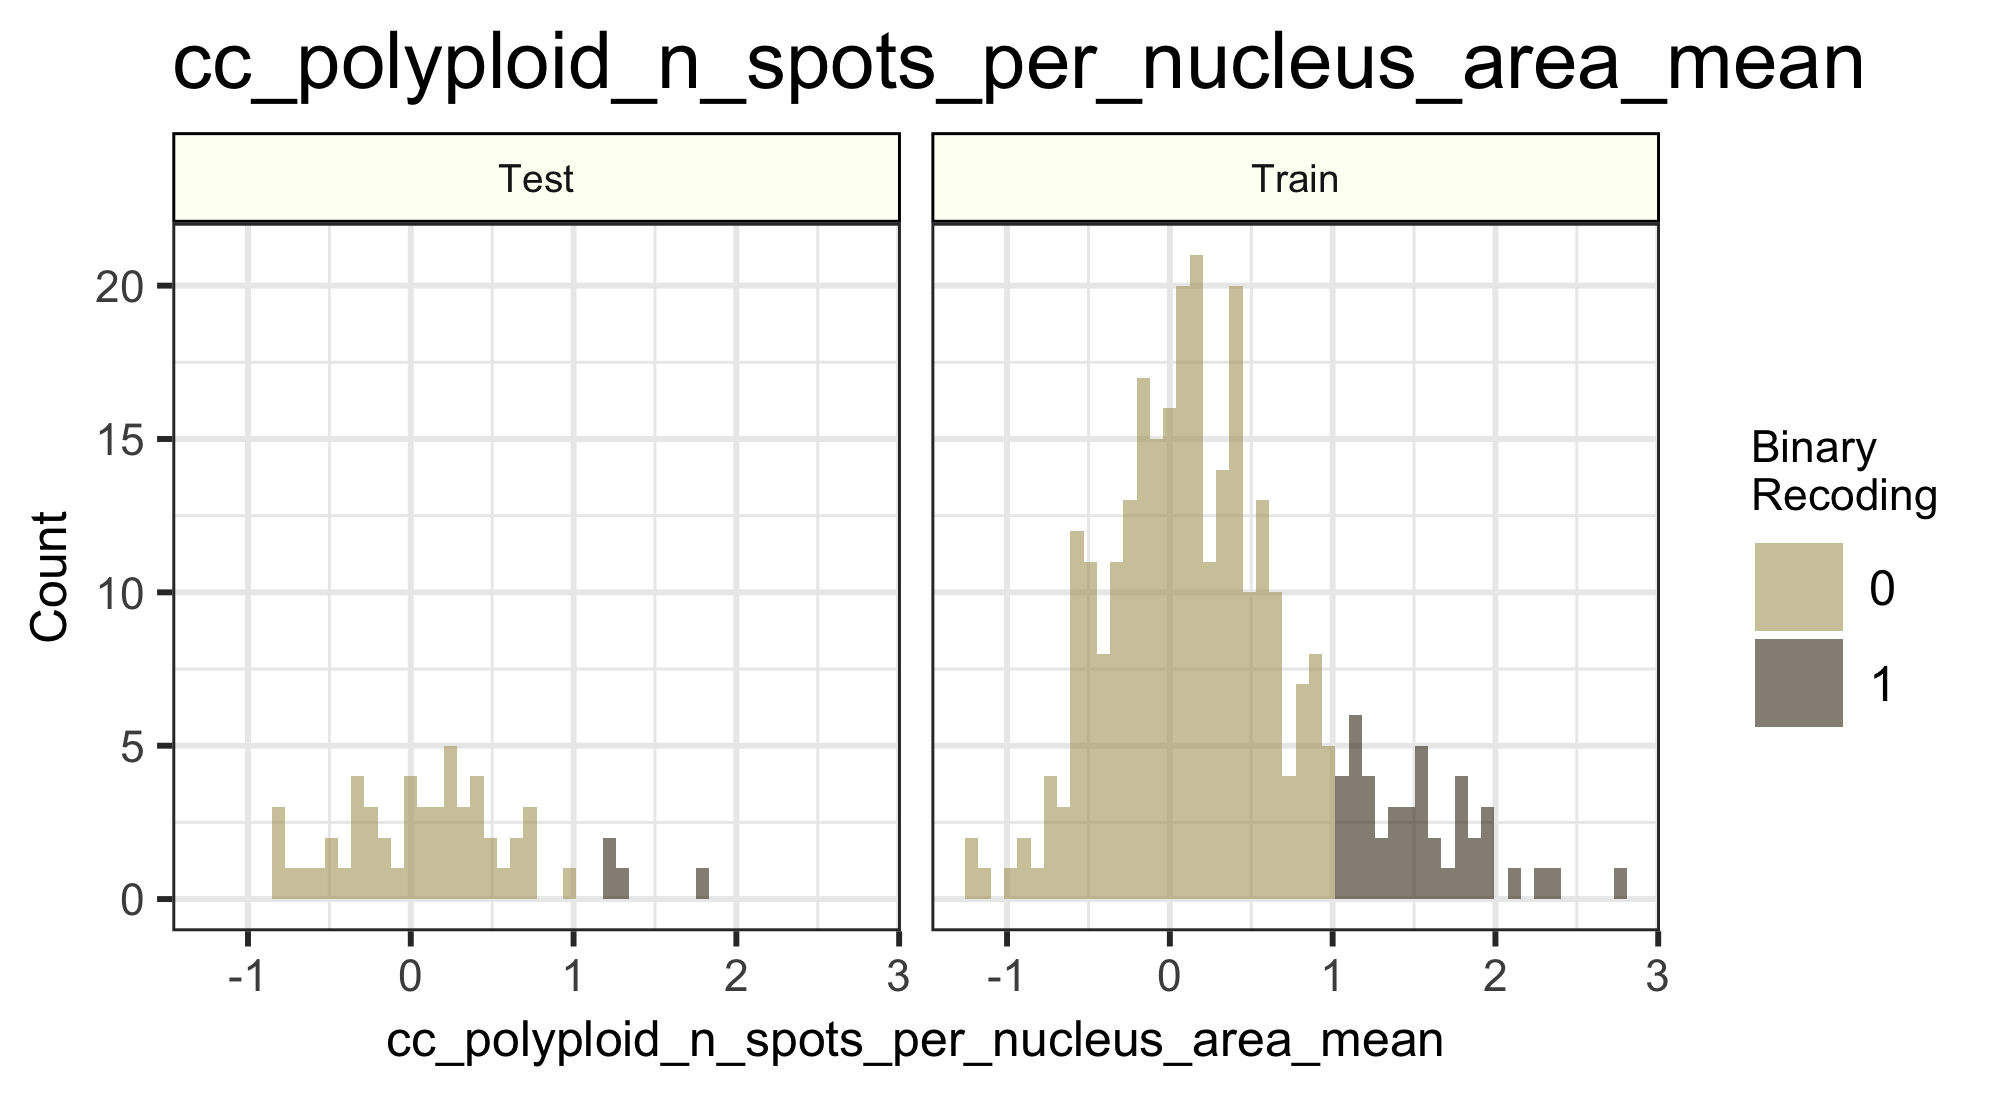 cc_polyploid_n_spots_per_nucleus_area_mean
Test
Train
20
15
10
5
0
Count
-1 0 1 2 3
-1 0 1 2 3
cc_polyploid_n_spots_per_nucleus_area_mean
Binary
Recoding
0
1